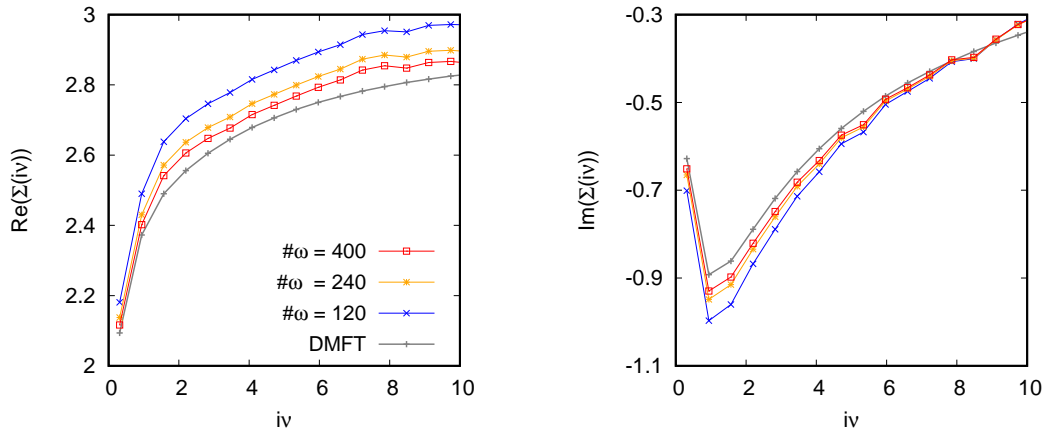 3
2.8
2.6
2.4
2.2
2
0 2 4 6 8 10
Re(Σ(iν))
iν
#ω = 400
#ω = 240
#ω = 120
DMFT
-0.3
-0.5
-0.7
-0.9
-1.1
0 2 4 6 8 10
Im(Σ(iν))
iν